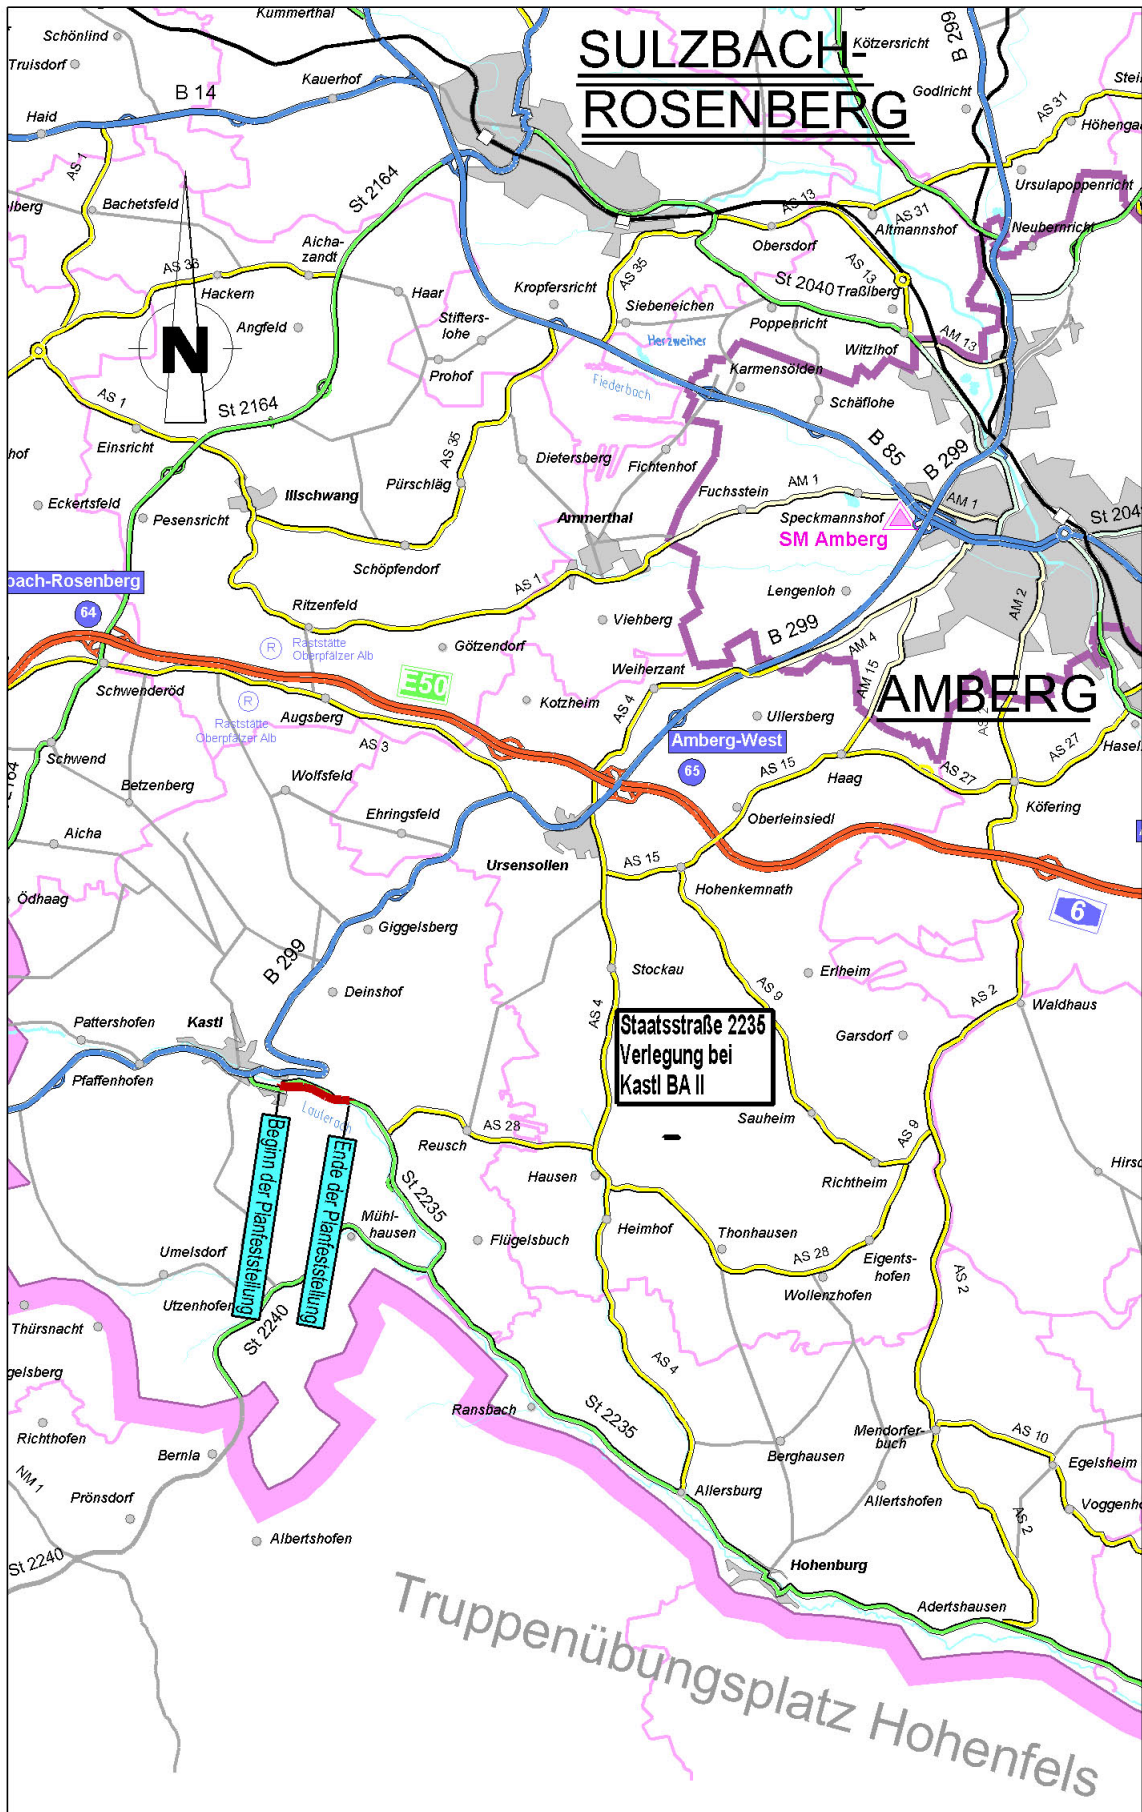 Kummerthal
Schönlind
Truisdorf
SULZBACH-
ROSENBERG
Kötzersricht
B 299
Godlricht
Kauerhof
B 14
Haid
AS 31
Höhenga
AS 1
St 2164
Bachetsfeld
elberg
Ursulapoppenricht
AS 13
AS 31
Altmannshof
Neubernricht
Obersdorf
Aicha-
zandt
AS 36
Hackern
Haar
Kropfersricht
AS 35
AS 13
St 2040
Traßlberg
Siebeneichen
Stifters-
lohe
Angfeld
N
Poppenricht
Herzweiher
Witzlhof
AM 13
Prohof
Karmensölden
Fiederbach
Schäflohe
AS 1
St 2164
Einsricht
hof
AS 35
Dietersberg
Fichtenhof
B 85
B 299
Pürschläg
Illschwang
Eckertsfeld
Pesensricht
Fuchsstein
AM 1
AM 1
Ammerthal
Speckmannshof
SM Amberg
St 204
Schöpfendorf
bach-Rosenberg
64
AS 1
Lengenloh
AM 2
Ritzenfeld
Viehberg
B 299
AM 4
Raststätte
Oberpfälzer Alb
R
Götzendorf
Weiherzant
AM 15
Schwenderöd
E50
Kotzheim
AS 4
AMBERG
R
Raststätte
Oberpfälzer Alb
Augsberg
Ullersberg
AS 2
AS 3
Amberg-West
65
AS 27
Hasel
Schwend
2164
Haag
AS 15
AS 27
Köfering
Betzenberg
Wolfsfeld
Ehringsfeld
Oberleinsiedl
Aicha
Ursensollen
AS 15
Hohenkemnath
Ödhaag
6
Giggelsberg
B 299
Stockau
Erlheim
Deinshof
AS 4
AS 9
AS 2
Waldhaus
Pattershofen
Kastl
Staatsstraße 2235
Verlegung bei
Kastl BA II
Garsdorf
Pfaffenhofen
Lauterach
Sauheim
Reusch
AS 28
AS 9
Beginn der Planfeststellung
Ende der Planfeststellung
St 2235
Hausen
Richtheim
Hirsc
Mühl-
hausen
Heimhof
Thonhausen
Flügelsbuch
Umelsdorf
AS 28
Eigents-
hofen
AS 2
Wollenzhofen
Utzenhofen
St 2240
Thürsnacht
gelsberg
AS 4
Ransbach
St 2235
Richthofen
Mendorfer-
buch
AS 10
Bernla
Berghausen
Egelsheim
NM 1
Prönsdorf
Allersburg
Allertshofen
Voggenho
AS 2
Albertshofen
St 2240
Hohenburg
Adertshausen
Truppenübungsplatz Hohenfels